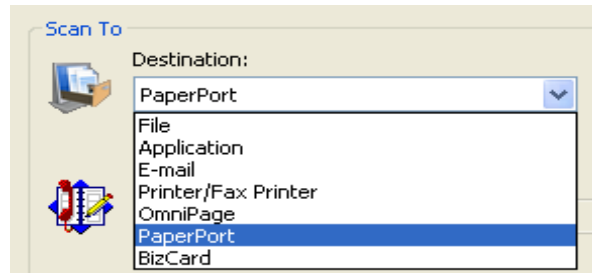 Scan To
Destination:
PaperPort
File
Application
E-mail
Printer/Fax Printer
OmniPage
PaperPort
BizCard